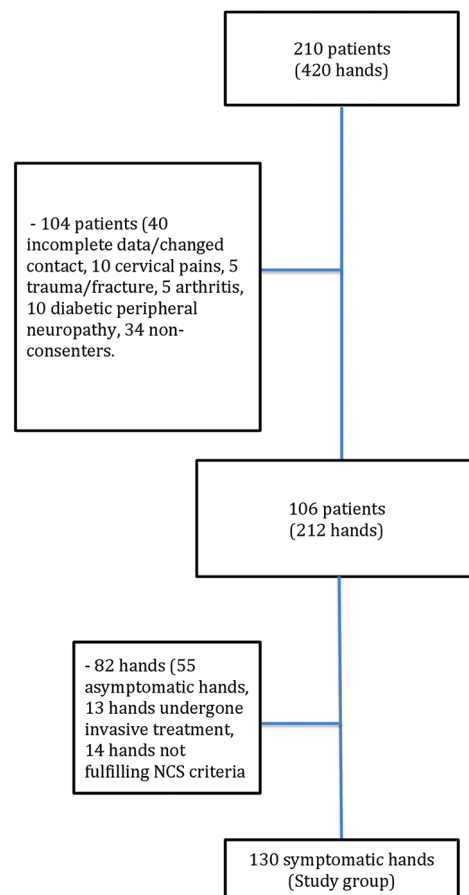 210 patients
(420 hands)
- 104 patients (40
incomplete data/changed
contact, 10 cervical pains, 5
trauma/fracture, 5 arthritis,
10 diabetic peripheral
neuropathy, 34 non-
consenters.
106 patients
(212 hands)
- 82 hands (55
asymptomatic hands,
13 hands undergone
invasive treatment,
14 hands not
fulfilling NCS criteria
130 symptomatic hands
(Study group)